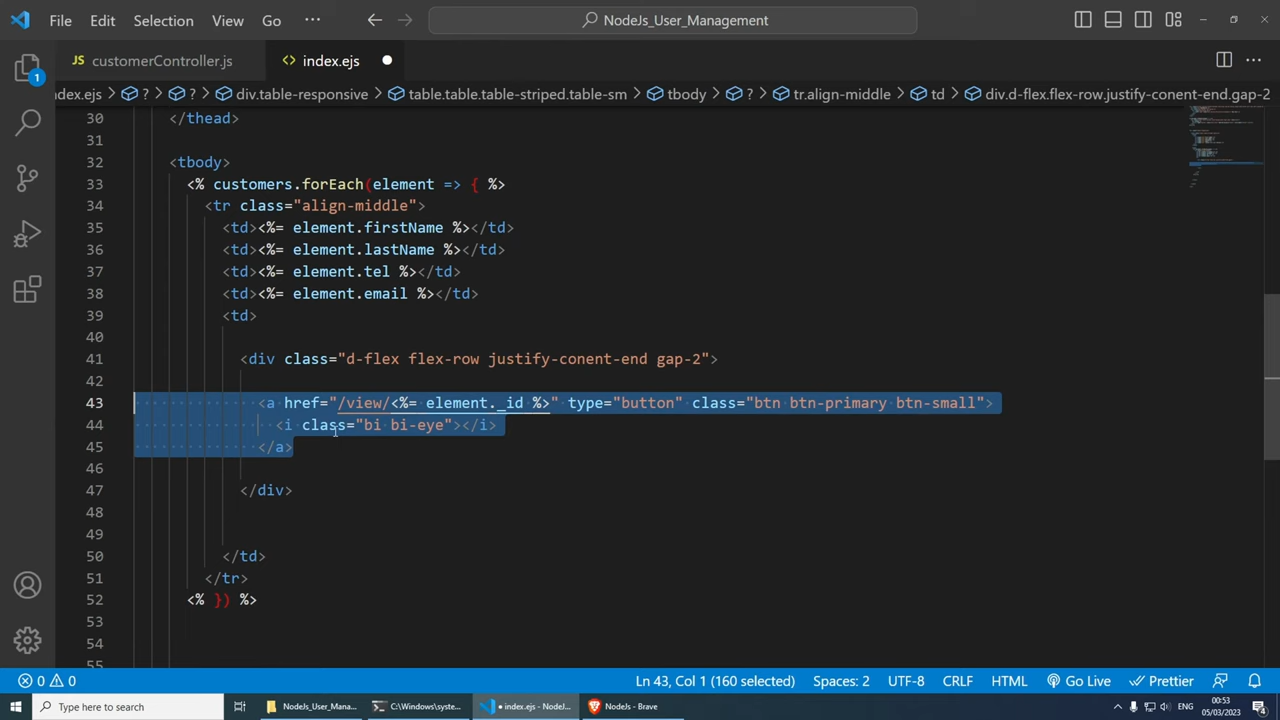 File Edit Selection View Go ··· NodeJs_User_Management
customerController.js index.ejs
ndex.ejs ? ? div.table-responsive table.table.table-striped.table-sm tbody ? tr.align-middle td div.d-flex.flex-row.justify-conent-end.gap-2
30 </thead>
31
32 <tbody>
33 <% customers.forEach(element => { %>
34 <tr class="align-middle">
35 <td><%= element.firstName %></td>
36 <td><%= element.lastName %></td>
37 <td><%= element.tel %></td>
38 <td><%= element.email %></td>
39 <td>
40
41 <div class="d-flex flex-row justify-conent-end gap-2">
42
43 <a href="/view/<%= element._id %>" type="button" class="btn btn-primary btn-small">
44 <i class="bi bi-eye"></i>
45 </a>
46
47 </div>
48
49
50 </td>
51 </tr>
52 <% }) %>
53
54
55
0 0 Ln 43, Col 1 (160 selected) Spaces: 2 UTF-8 CRLF HTML Go Live Prettier
Type here to search NodeJs_User_Mana... C:\Windows\syste... index.ejs - NodeJ... NodeJs - Brave 00:53
05/03/2023